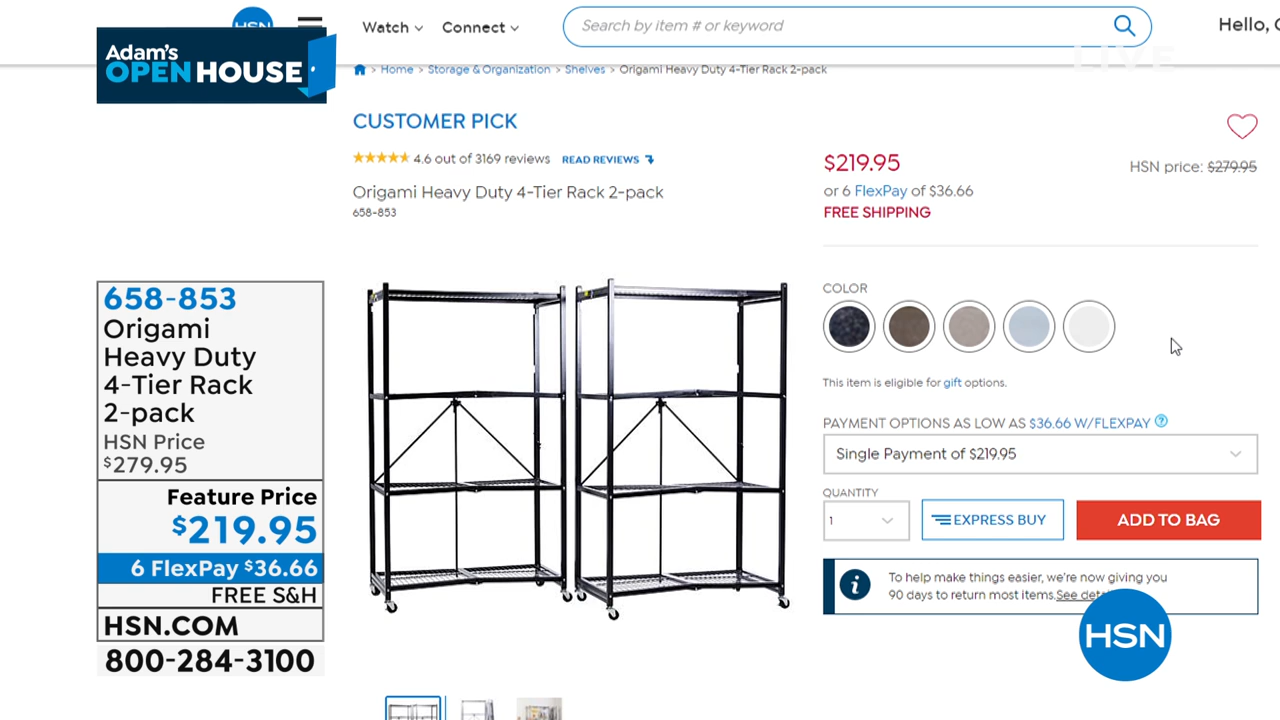 HSN
Watch
Connect
Search by item # or keyword
Hello,
LIVE
Adam's
OPEN HOUSE
> Home > Storage & Organization > Shelves > Origami Heavy Duty 4-Tier Rack 2-pack
CUSTOMER PICK
4.6 out of 3169 reviews READ REVIEWS
Origami Heavy Duty 4-Tier Rack 2-pack
658-853
$219.95
HSN price: $279.95
or 6 FlexPay of $36.66
FREE SHIPPING
COLOR
This item is eligible for gift options.
PAYMENT OPTIONS AS LOW AS $36.66 W/FLEXPAY ?
Single Payment of $219.95
QUANTITY
1
EXPRESS BUY
ADD TO BAG
i
To help make things easier, we're now giving you
90 days to return most items. See
HSN
658-853
Origami
Heavy Duty
4-Tier Rack
2-pack
HSN Price
$279.95
Feature Price
$219.95
6 FlexPay $36.66
FREE S&H
HSN.COM
800-284-3100